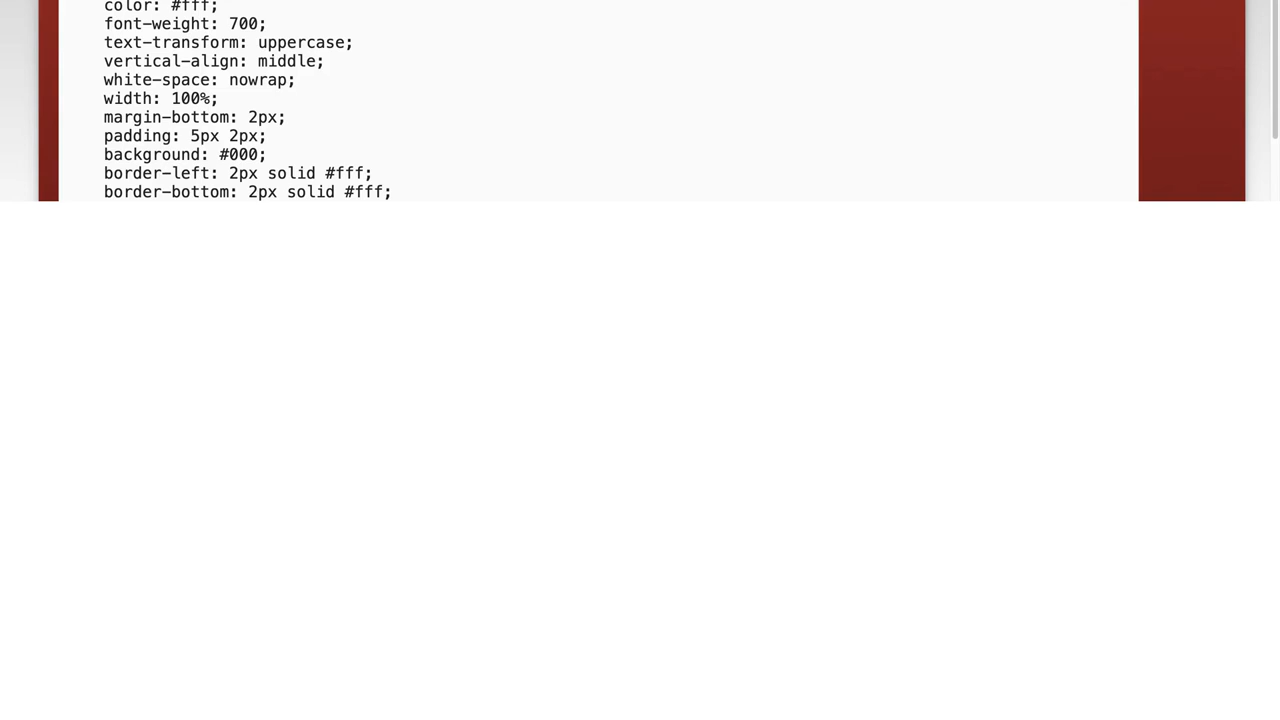 color: #fff;
font-weight: 700;
text-transform: uppercase;
vertical-align: middle;
white-space: nowrap;
width: 100%;
margin-bottom: 2px;
padding: 5px 2px;
background: #000;
border-left: 2px solid #fff;
border-bottom: 2px solid #fff;